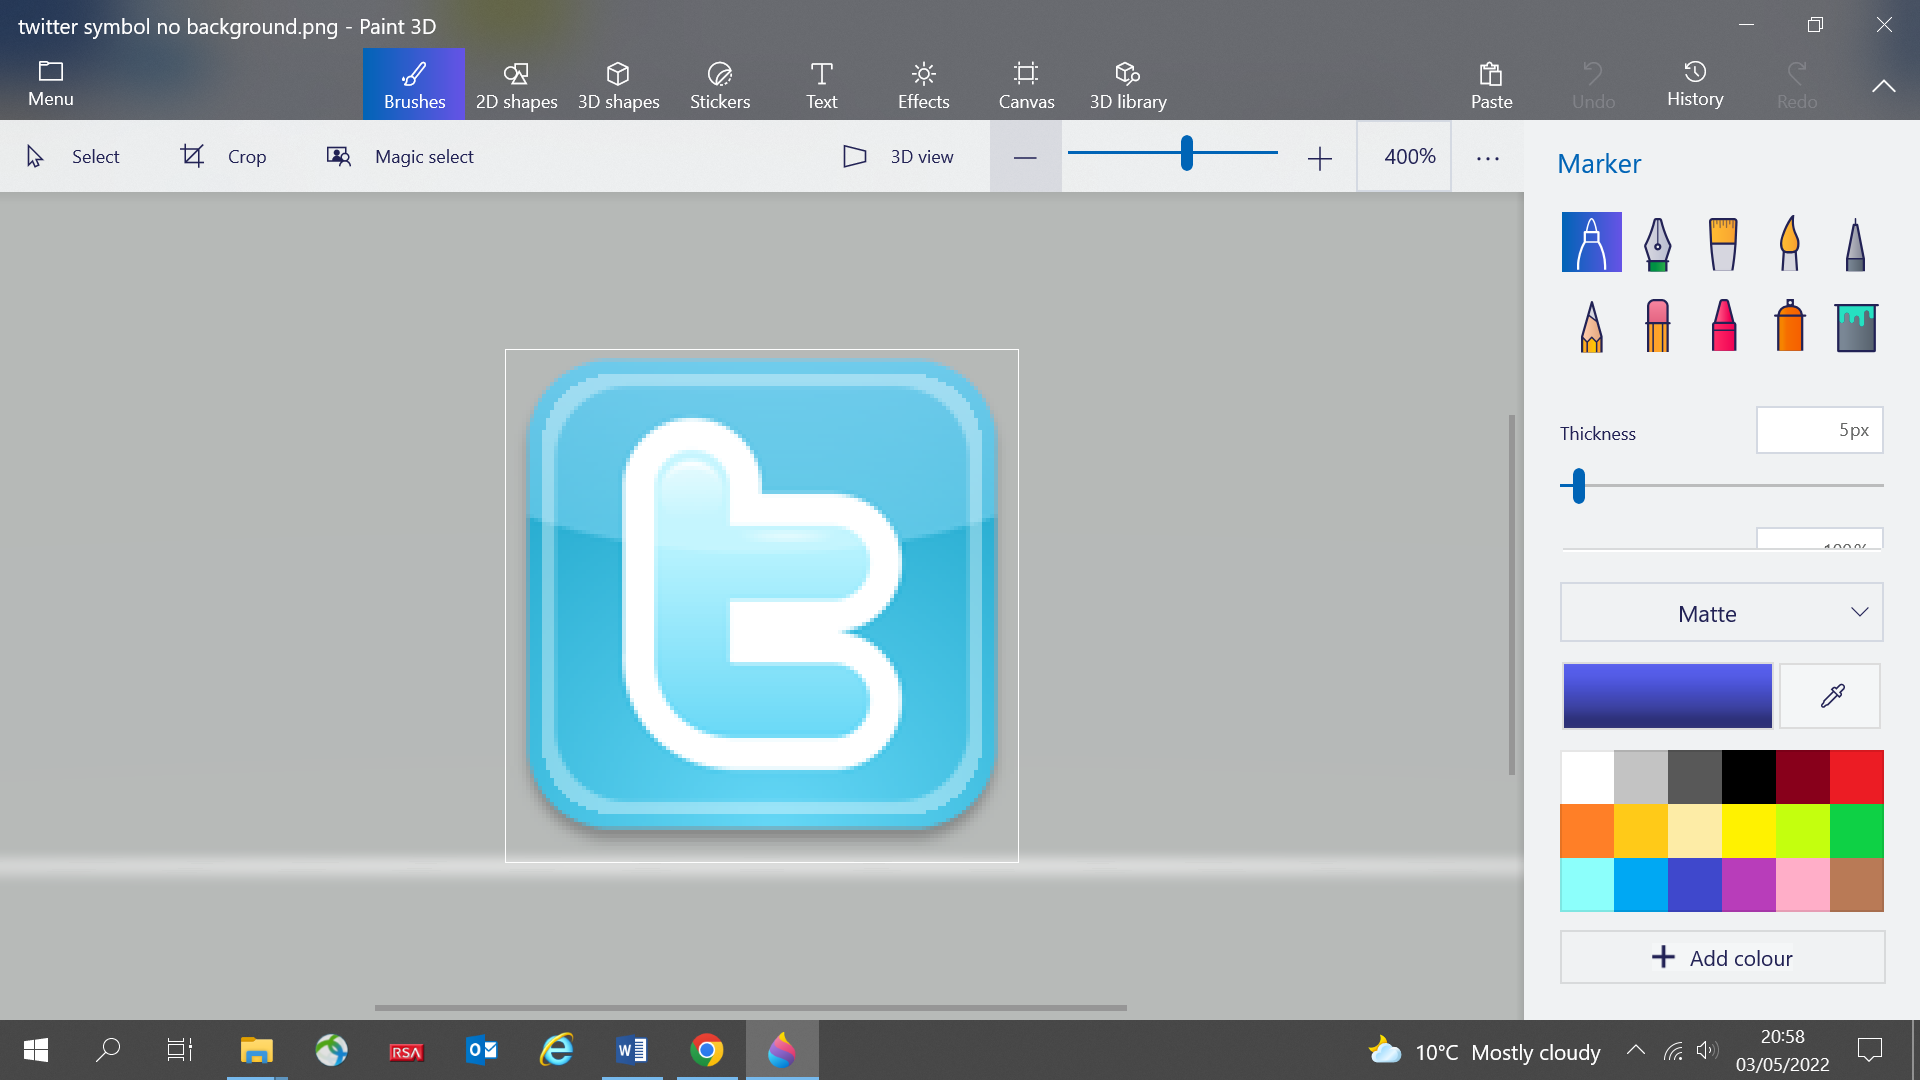 twitter symbol no background.png - Paint 3D
Menu
Brushes
2D shapes
3D shapes
Stickers
Text
Effects
Canvas
3D library
Paste
Undo
History
Redo
Select
Crop
Magic select
3D view
400%
Marker
Thickness
5px
t
Matte
Add colour
RSA
10°C Mostly cloudy
20:58
03/05/2022